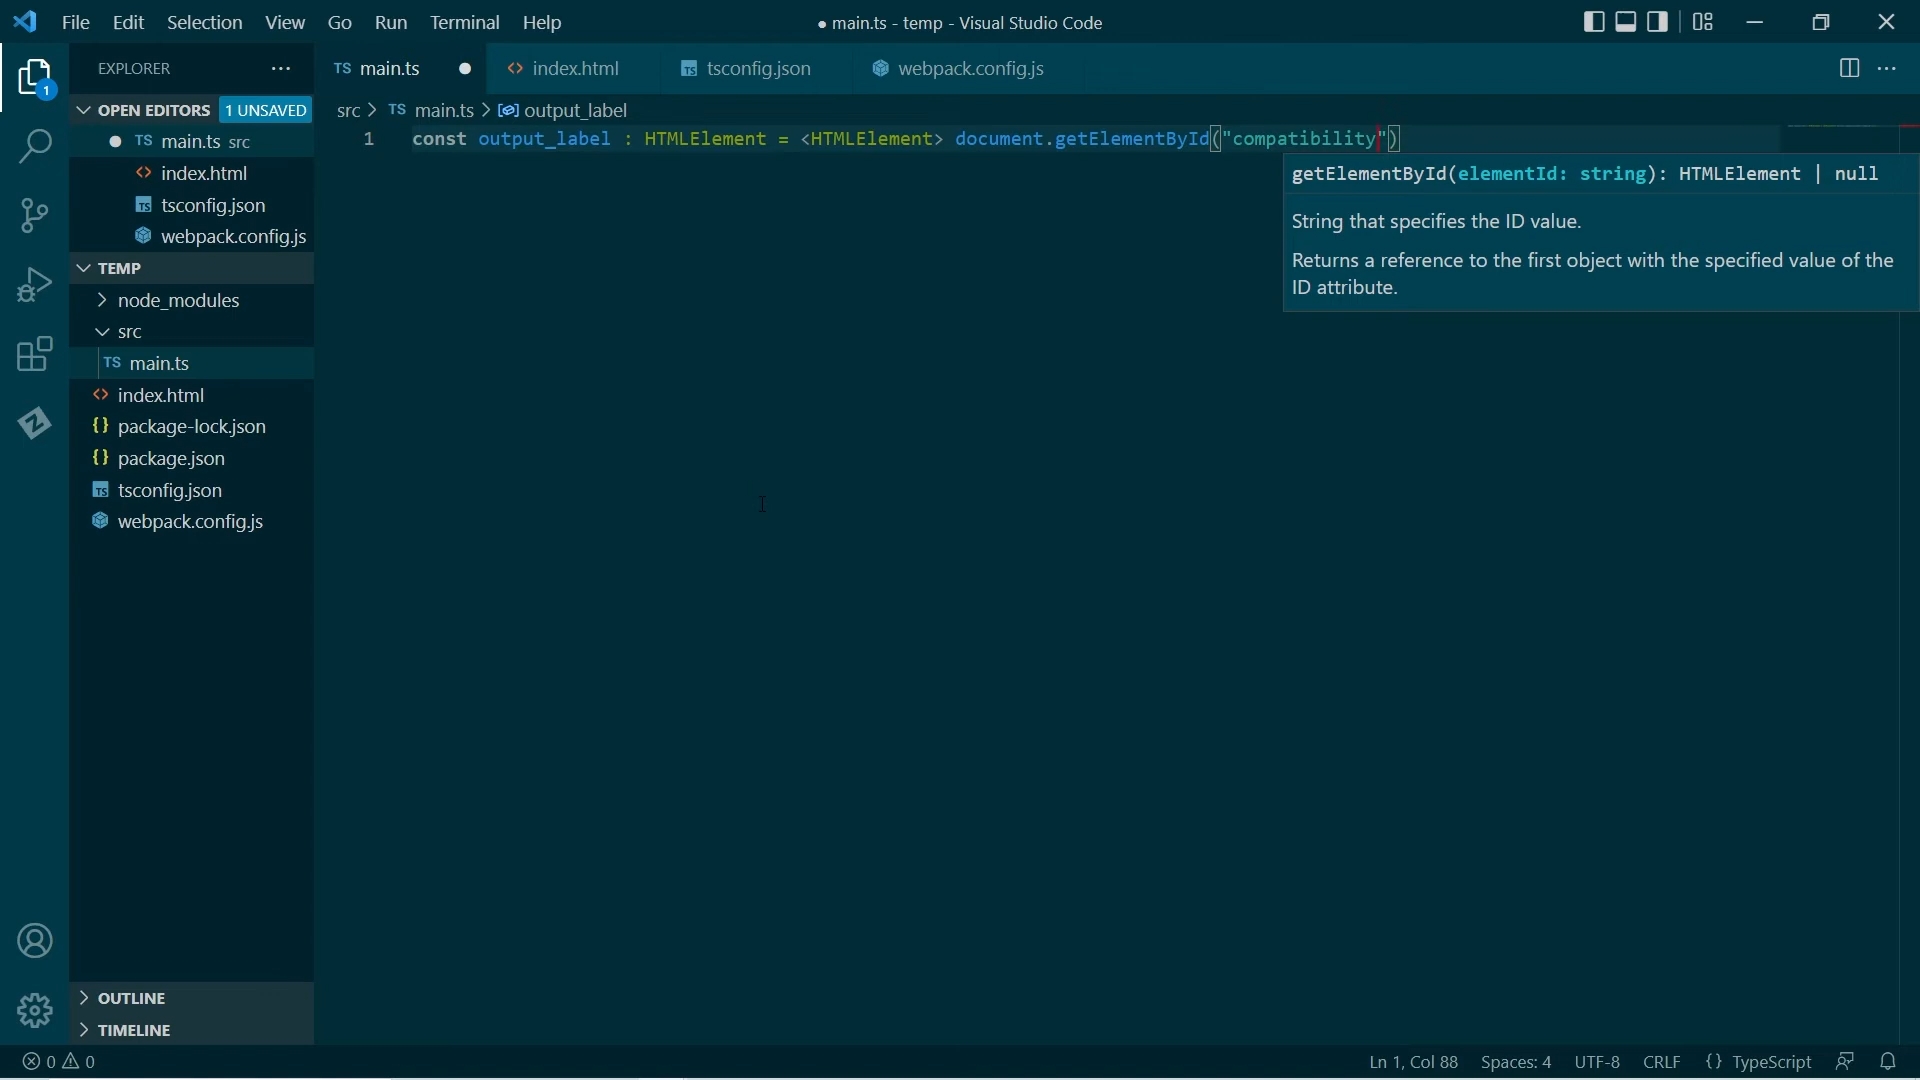 File Edit Selection View Go Run Terminal Help
● main.ts - temp - Visual Studio Code
EXPLORER
TS main.ts
index.html
TS tsconfig.json
webpack.config.js
1
OPEN EDITORS 1 UNSAVED
src > TS main.ts > output_label
TS main.ts src
1 const output_label : HTMLElement = <HTMLElement> document.getElementById("compatibility")
index.html
getElementById(elementId: string): HTMLElement | null
TS tsconfig.json
String that specifies the ID value.
webpack.config.js
Returns a reference to the first object with the specified value of the
ID attribute.
TEMP
node_modules
src
TS main.ts
index.html
{} package-lock.json
{} package.json
TS tsconfig.json
webpack.config.js
OUTLINE
TIMELINE
0 0
Ln 1, Col 88 Spaces: 4 UTF-8 CRLF {} TypeScript